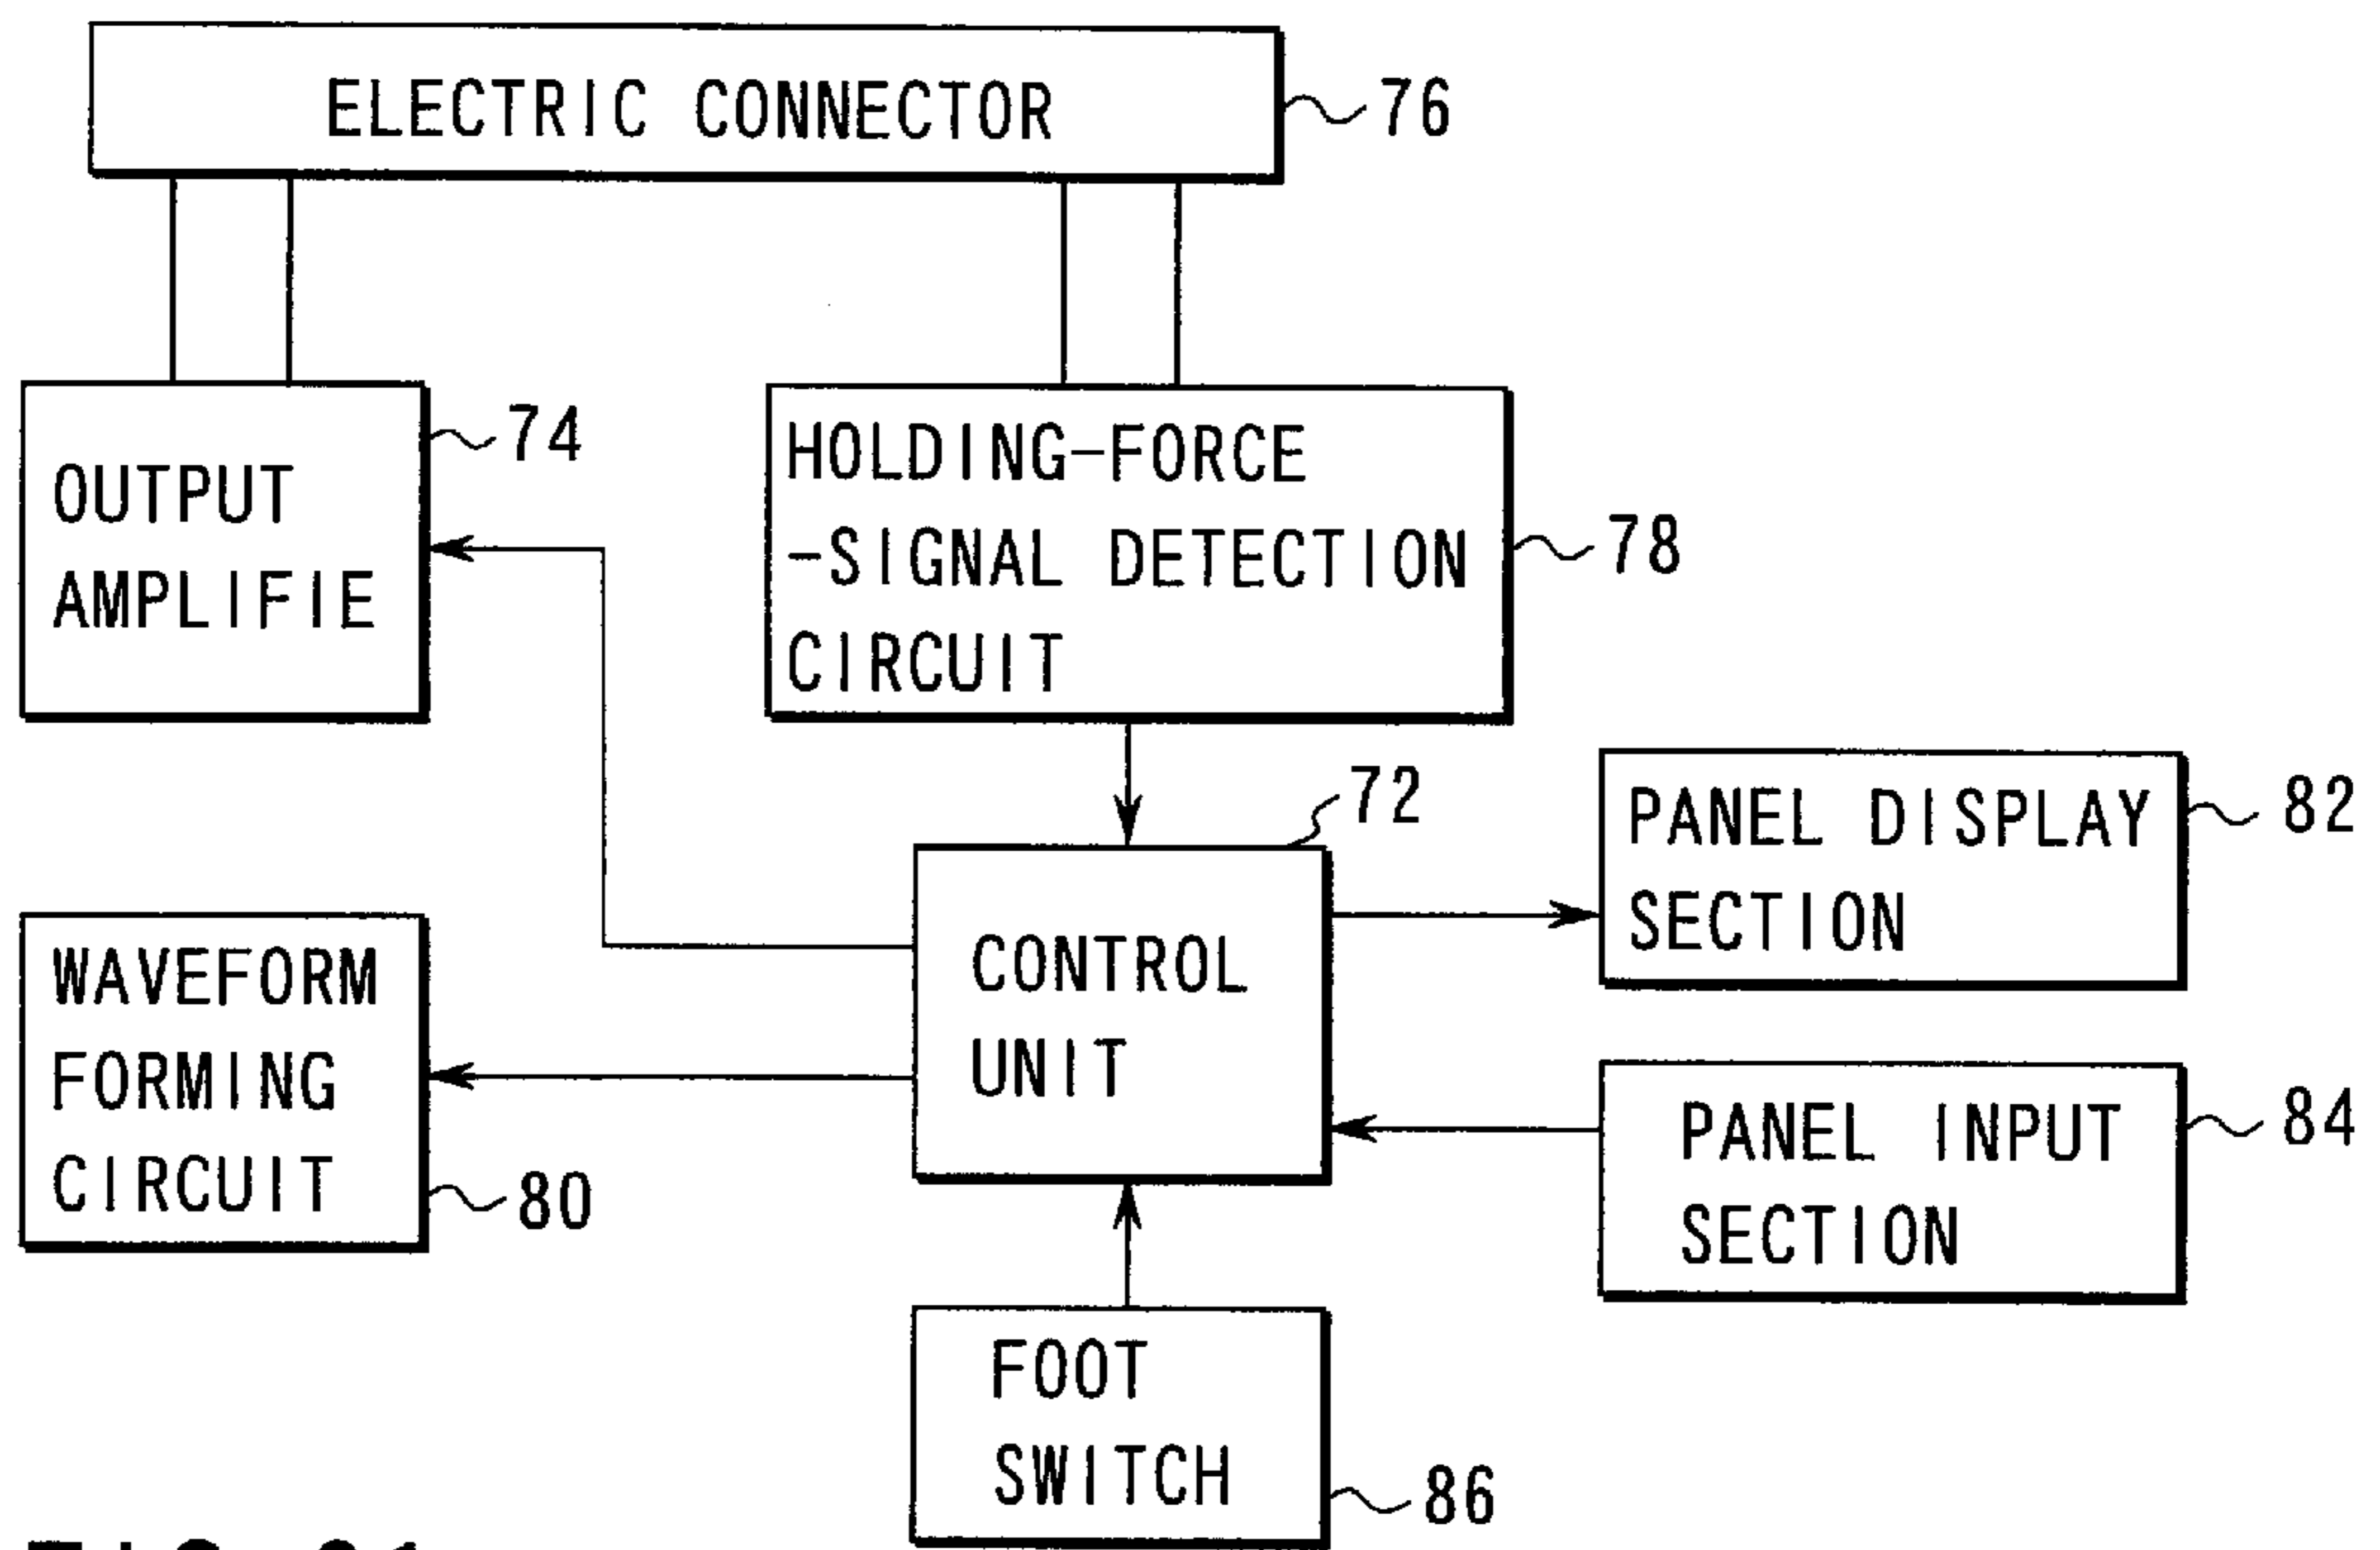 ELECTRIC CONNECTOR
76
OUTPUT
AMPLIFIE
74
HOLDING-FORCE
-SIGNAL DETECTION
CIRCUIT
78
72
CONTROL
UNIT
PANEL DISPLAY
SECTION
82
WAVEFORM
FORMING
CIRCUIT
80
PANEL INPUT
SECTION
84
FOOT
SWITCH
86